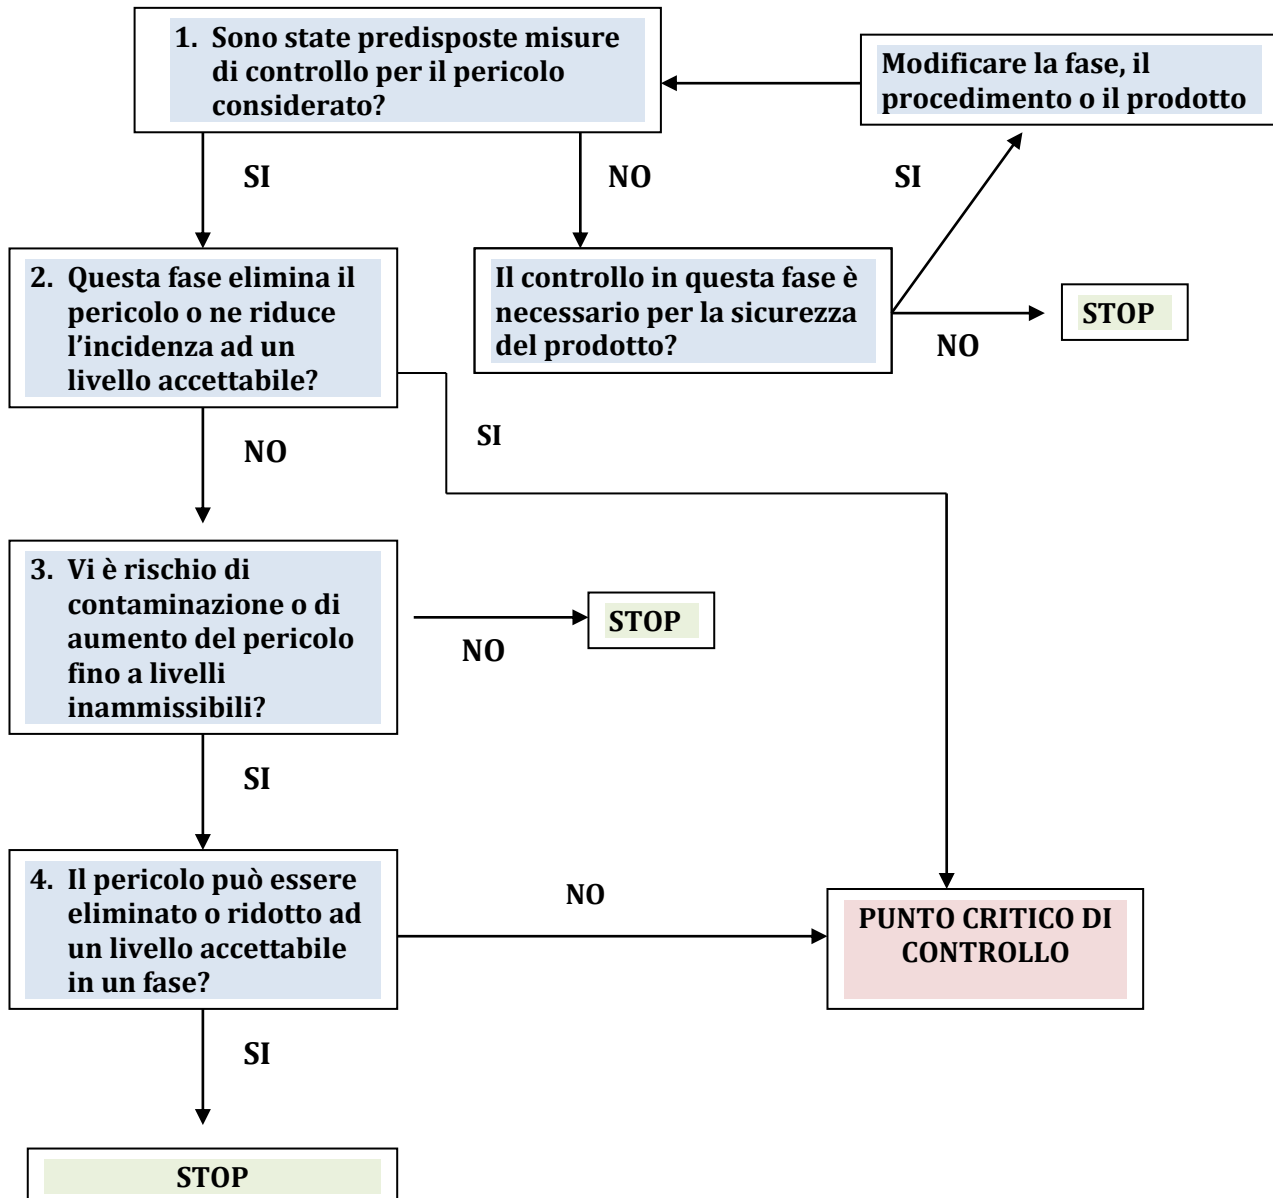 1. Sono state predisposte misure
di controllo per il pericolo
considerato?
Modificare la fase, il
procedimento o il prodotto
SI
NO
SI
2. Questa fase elimina il
pericolo o ne riduce
l’incidenza ad un
livello accettabile?
Il controllo in questa fase è
necessario per la sicurezza
del prodotto?
STOP
NO
SI
NO
3. Vi è rischio di
contaminazione o di
aumento del pericolo
fino a livelli
inammissibili?
STOP
NO
SI
4. Il pericolo può essere
eliminato o ridotto ad
un livello accettabile
in un fase?
NO
PUNTO CRITICO DI
CONTROLLO
SI
STOP